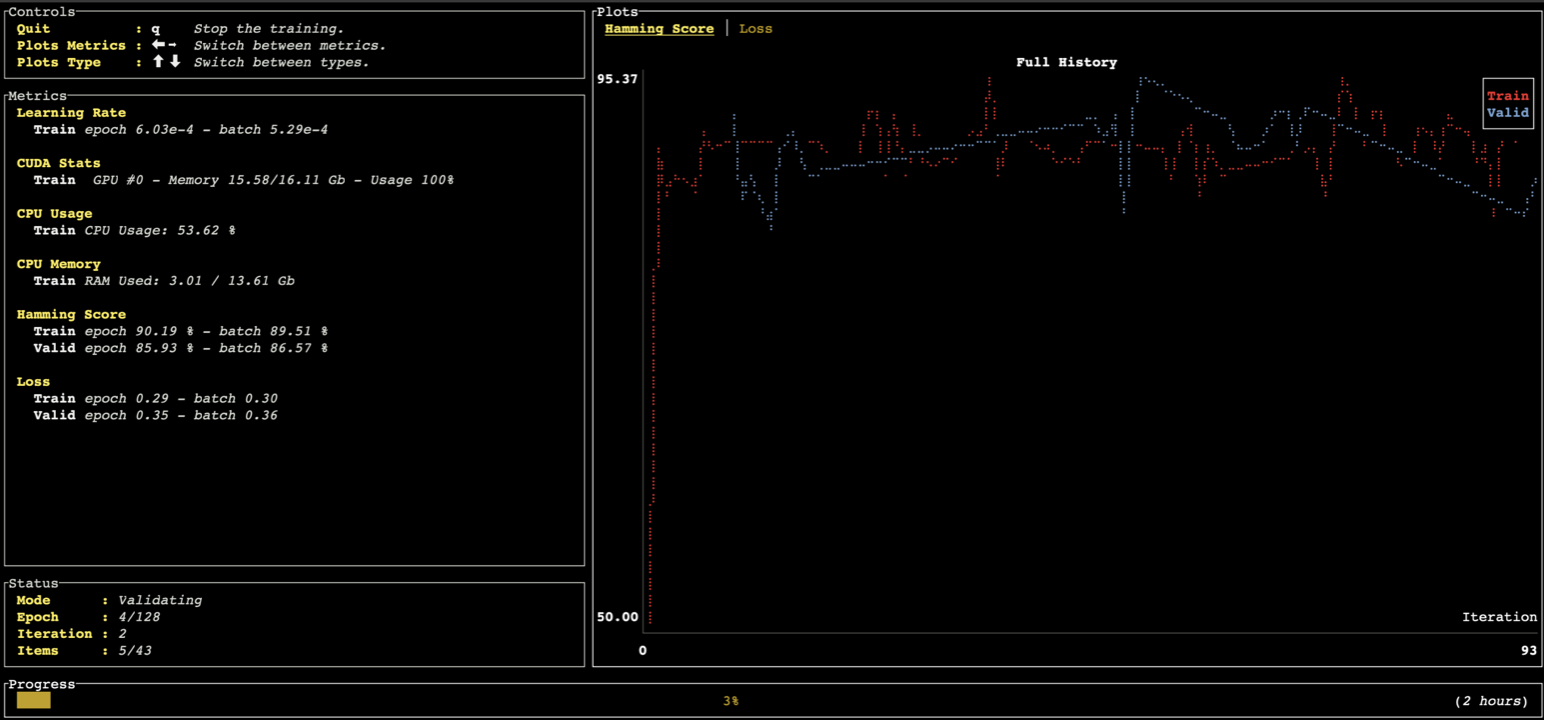 Controls
Quit : q Stop the training.
Plots Metrics : ⬅ ➡ Switch between metrics.
Plots Type : ⬆ ⬇ Switch between types.
Metrics
Learning Rate
Train epoch 6.03e-4 - batch 5.29e-4
CUDA Stats
Train GPU #0 - Memory 15.58/16.11 Gb - Usage 100%
CPU Usage
Train CPU Usage: 53.62 %
CPU Memory
Train RAM Used: 3.01 / 13.61 Gb
Hamming Score
Train epoch 90.19 % - batch 89.51 %
Valid epoch 85.93 % - batch 86.57 %
Loss
Train epoch 0.29 - batch 0.30
Valid epoch 0.35 - batch 0.36
Status
Mode : Validating
Epoch : 4/128
Iteration : 2
Items : 5/43
Plots
Hamming Score | Loss
Full History
95.37
Train
Valid
50.00
Iteration
0 93
Progress
3% (2 hours)